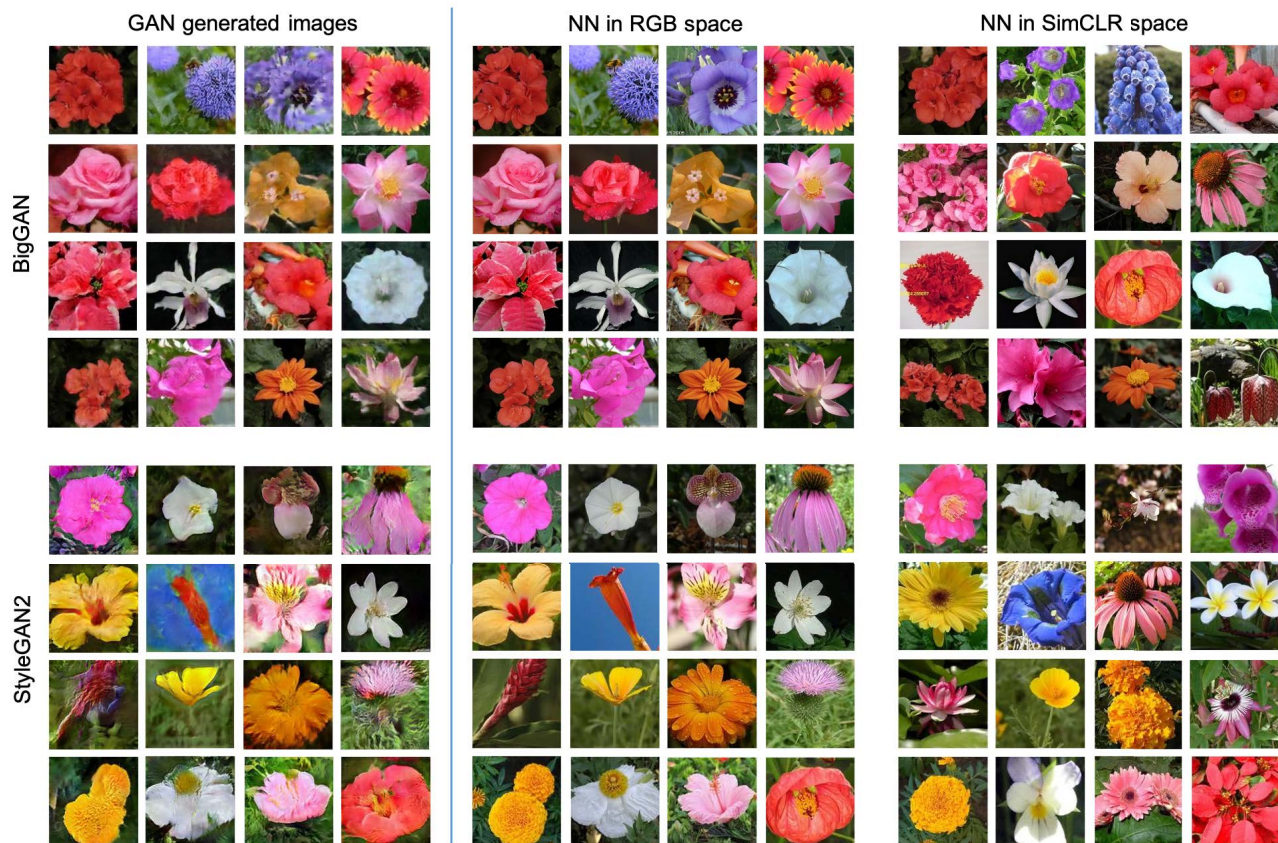 GAN generated images
NN in RGB space
NN in SimCLR space
BigGAN
StyleGAN2